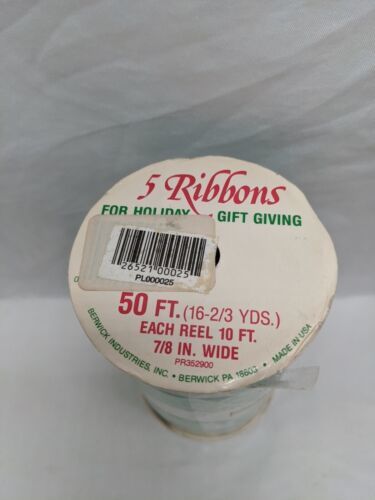 5 Ribbons
FOR HOLIDAY GIFT GIVING
26521 00025
PL000025
50 FT. (16-2/3 YDS.)
EACH REEL 10 FT.
7/8 IN. WIDE
PR352900
BERWICK INDUSTRIES, INC. • BERWICK PA 18603 • MADE IN USA